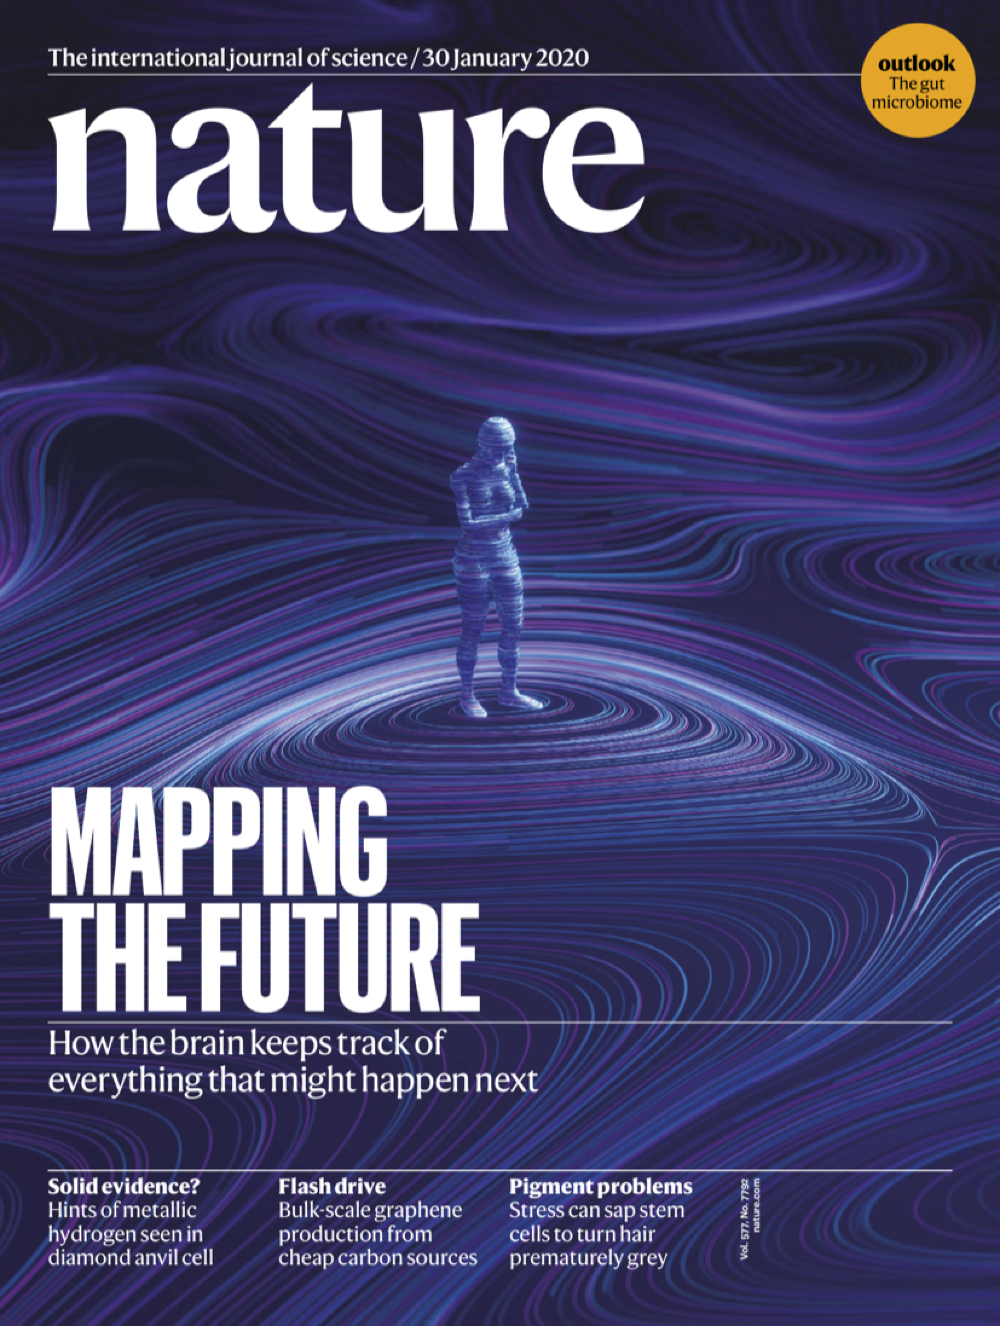 The international journal of science / 30 January 2020
outlook
The gut
microbiome
nature
MAPPING
THE FUTURE
How the brain keeps track of
everything that might happen next
Solid evidence?
Hints of metallic
hydrogen seen in
diamond anvil cell
Flash drive
Bulk-scale graphene
production from
cheap carbon sources
Pigment problems
Stress can sap stem
cells to turn hair
prematurely grey
Vol. 577, No. 7792
nature.com